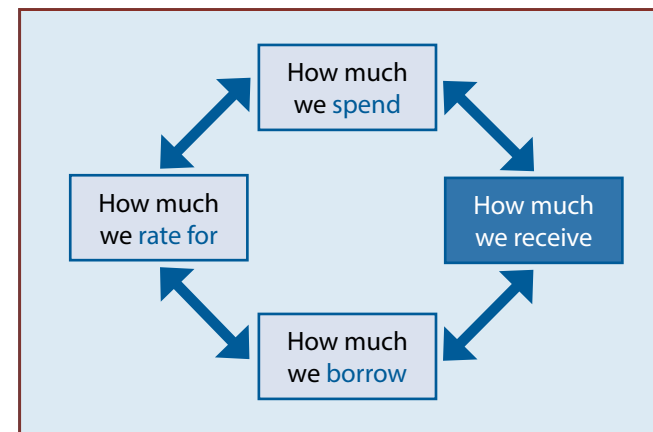 How much
we spend
How much
we rate for
How much
we receive
How much
we borrow